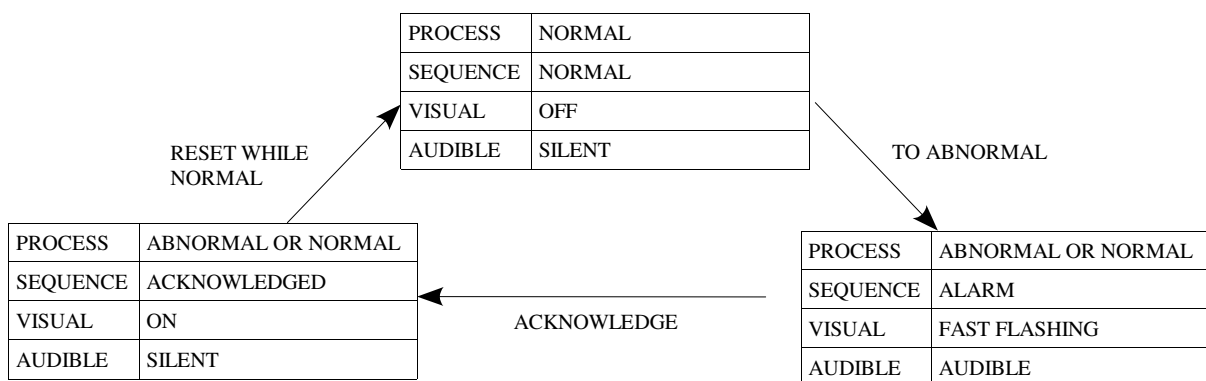 PROCESS NORMAL
SEQUENCE NORMAL
VISUAL OFF
AUDIBLE SILENT
RESET WHILE
NORMAL
TO ABNORMAL
PROCESS ABNORMAL OR NORMAL
SEQUENCE ACKNOWLEDGED
VISUAL ON
AUDIBLE SILENT
ACKNOWLEDGE
PROCESS ABNORMAL OR NORMAL
SEQUENCE ALARM
VISUAL FAST FLASHING
AUDIBLE AUDIBLE